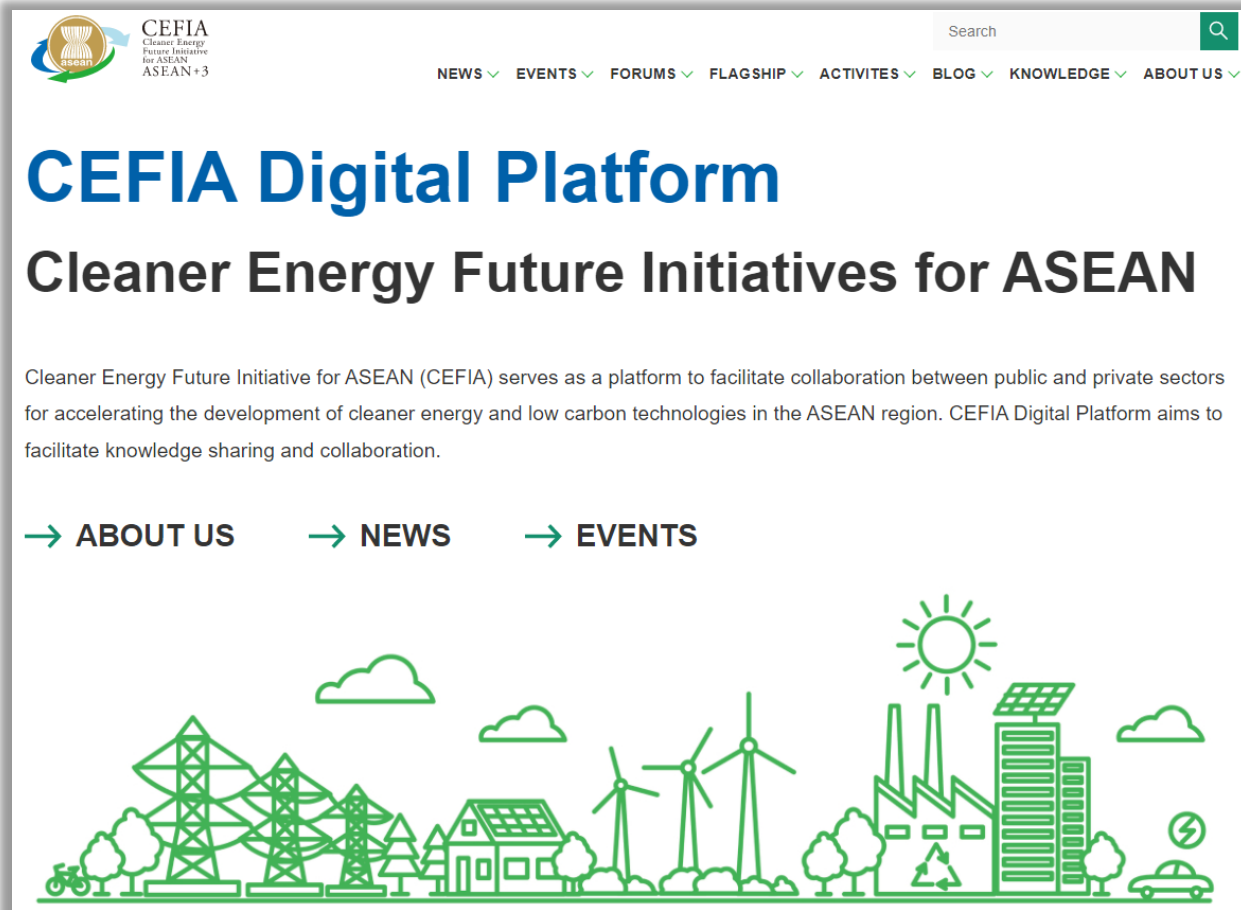 CEFIA
Cleaner Energy
Future Initiative
for ASEAN
ASEAN+3
asean
Search
NEWS EVENTS FORUMS FLAGSHIP ACTIVITES BLOG KNOWLEDGE ABOUT US
CEFIA Digital Platform
Cleaner Energy Future Initiatives for ASEAN
Cleaner Energy Future Initiative for ASEAN (CEFIA) serves as a platform to facilitate collaboration between public and private sectors
for accelerating the development of cleaner energy and low carbon technologies in the ASEAN region. CEFIA Digital Platform aims to
facilitate knowledge sharing and collaboration.
ABOUT US NEWS EVENTS